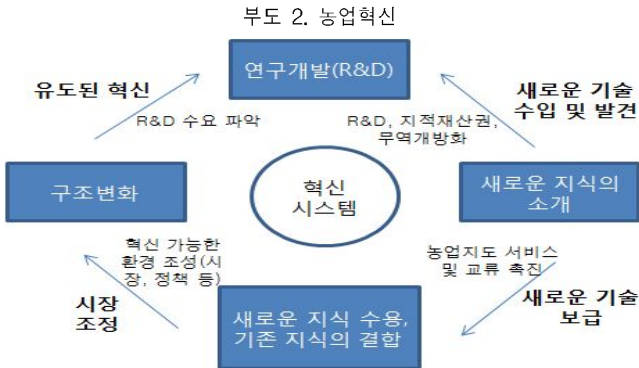 부도 2. 농업혁신
연구개발(R&D)
유도된 혁신
R&D 수요 파악
새로운 기술
수입 및 발견
R&D, 지적재산권,
무역개방화
구조변화
혁신
시스템
새로운 지식의
소개
혁신 가능한
환경 조성(시
장, 정책 등)
농업지도 서비스
및 교류 촉진
시장
조정
새로운 지식 수용,
기존 지식의 결합
새로운 기술
보급